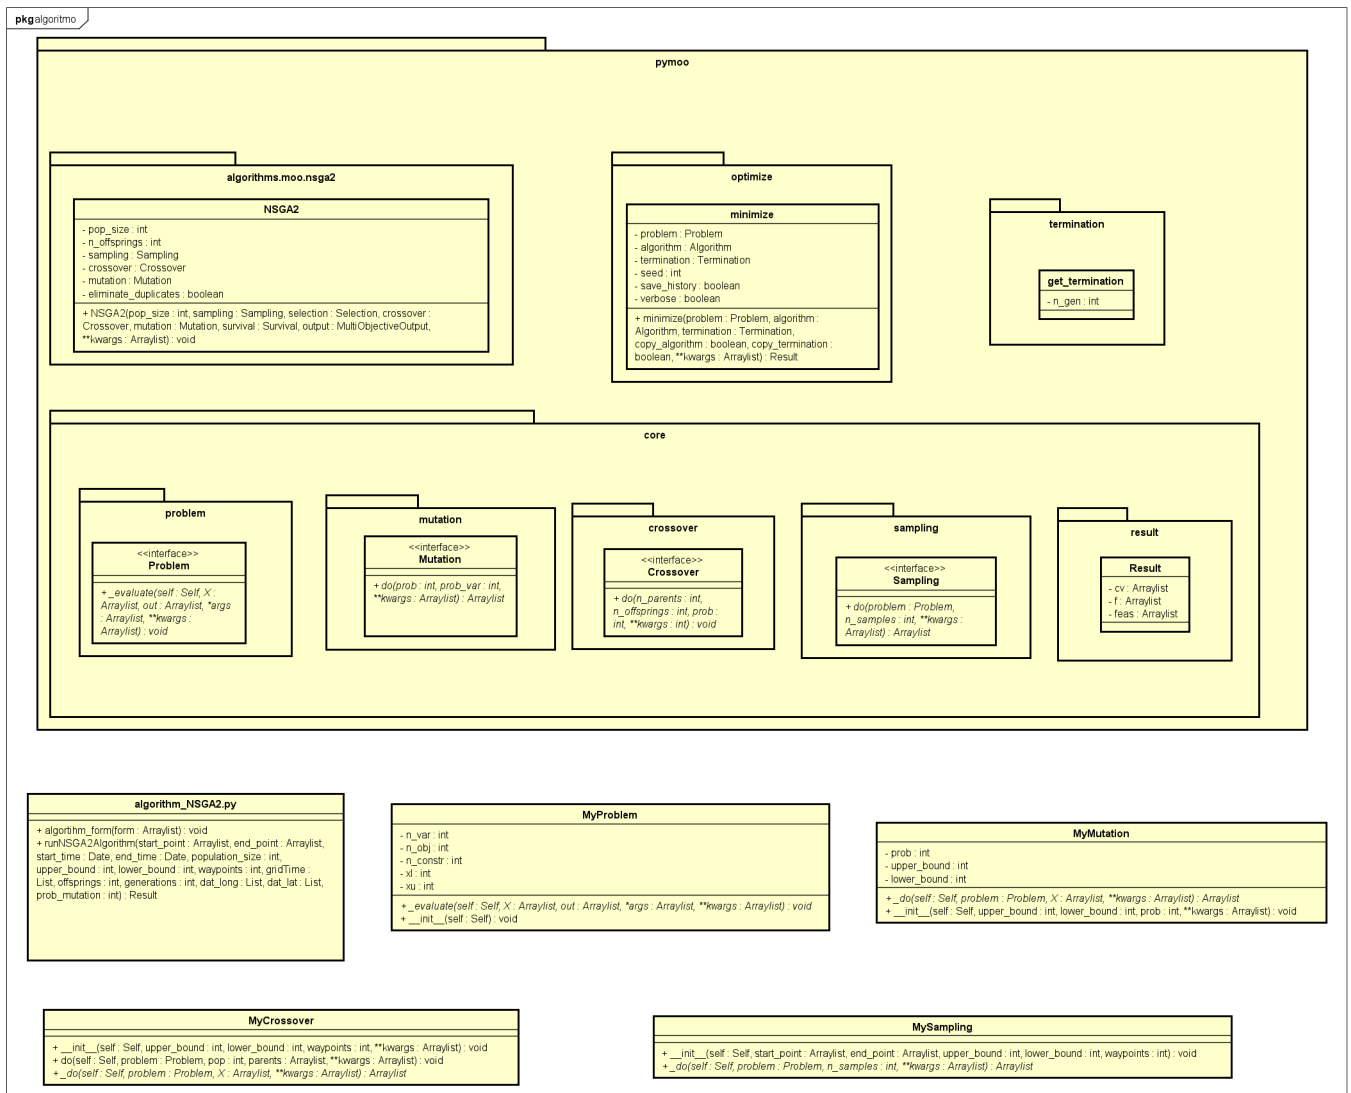 pkg algoritmo
pymoo
algorithms.moo.nsga2
NSGA2
- pop_size : int
- n_offsprings : int
- sampling : Sampling
- crossover : Crossover
- mutation : Mutation
- eliminate_duplicates : boolean
+ NSGA2(pop_size : int, sampling : Sampling, selection : Selection, crossover :
Crossover, mutation : Mutation, survival : Survival, output : MultiObjectiveOutput,
**kwargs : Arraylist) : void
optimize
minimize
- problem : Problem
- algorithm : Algorithm
- termination : Termination
- seed : int
- save_history : boolean
- verbose : boolean
+ minimize(problem : Problem, algorithm :
Algorithm, termination : Termination,
copy_algorithm : boolean, copy_termination :
boolean, **kwargs : Arraylist) : Result
termination
get_termination
- n_gen : int
core
problem
<<interface>>
Problem
+ _evaluate(self : Self, X :
Arraylist, out : Arraylist, *args
: Arraylist, **kwargs :
Arraylist) : void
mutation
<<interface>>
Mutation
+ do(prob : int, prob_var : int,
**kwargs : Arraylist) : Arraylist
crossover
<<interface>>
Crossover
+ do(n_parents : int,
n_offsprings : int, prob :
int, **kwargs : int) : void
sampling
<<interface>>
Sampling
+ do(problem : Problem,
n_samples : int, **kwargs :
Arraylist) : Arraylist
result
Result
- cv : Arraylist
- f : Arraylist
- feas : Arraylist
algorithm_NSGA2.py
+ algortihm_form(form : Arraylist) : void
+ runNSGA2Algorithm(start_point : Arraylist, end_point : Arraylist,
start_time : Date, end_time : Date, population_size : int,
upper_bound : int, lower_bound : int, waypoints : int, gridTime :
List, offsprings : int, generations : int, dat_long : List, dat_lat : List,
prob_mutation : int) : Result
MyProblem
- n_var : int
- n_obj : int
- n_constr : int
- xl : int
- xu : int
+ _evaluate(self : Self, X : Arraylist, out : Arraylist, *args : Arraylist, **kwargs : Arraylist) : void
+ __init__(self : Self) : void
MyMutation
- prob : int
- upper_bound : int
- lower_bound : int
+ _do(self : Self, problem : Problem, X : Arraylist, **kwargs : Arraylist) : Arraylist
+ __init__(self : Self, upper_bound : int, lower_bound : int, prob : int, **kwargs : Arraylist) : void
MyCrossover
+ __init__(self : Self, upper_bound : int, lower_bound : int, waypoints : int, **kwargs : Arraylist) : void
+ do(self : Self, problem : Problem, pop : int, parents : Arraylist, **kwargs : Arraylist) : void
+ _do(self : Self, problem : Problem, X : Arraylist, **kwargs : Arraylist) : Arraylist
MySampling
+ __init__(self : Self, start_point : Arraylist, end_point : Arraylist, upper_bound : int, lower_bound : int, waypoints : int) : void
+ _do(self : Self, problem : Problem, n_samples : int, **kwargs : Arraylist) : Arraylist